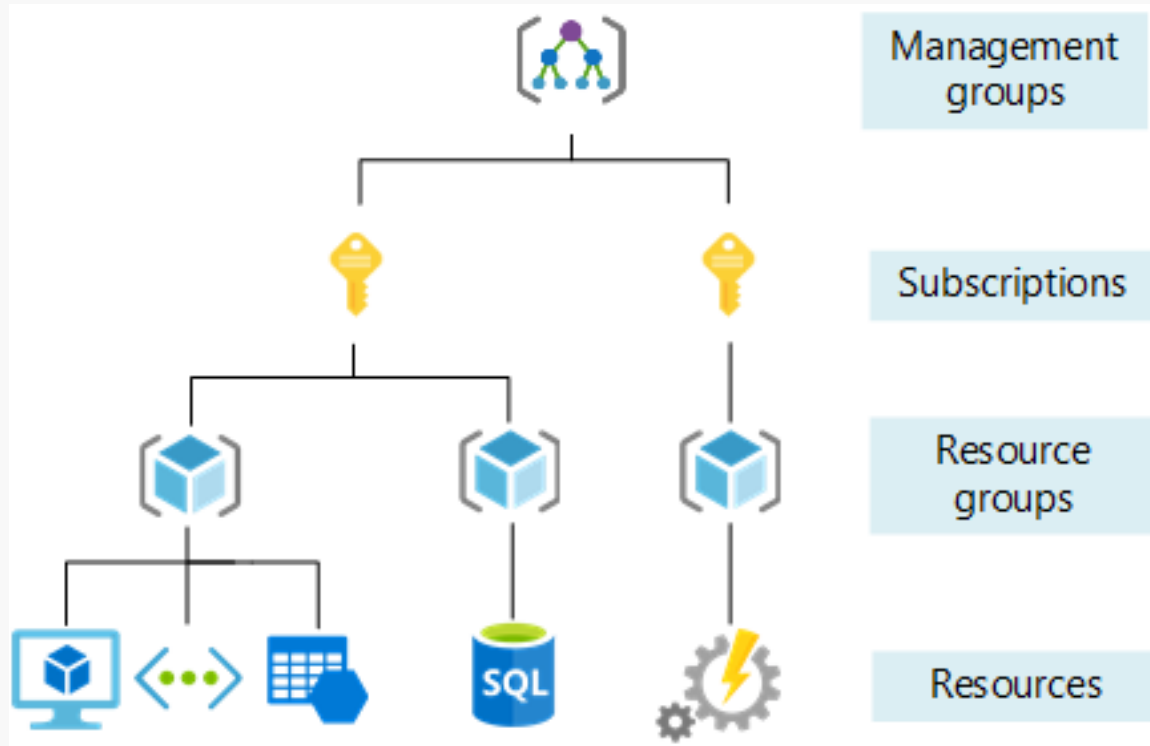 Management
groups
Subscriptions
Resource
groups
SQL
Resources